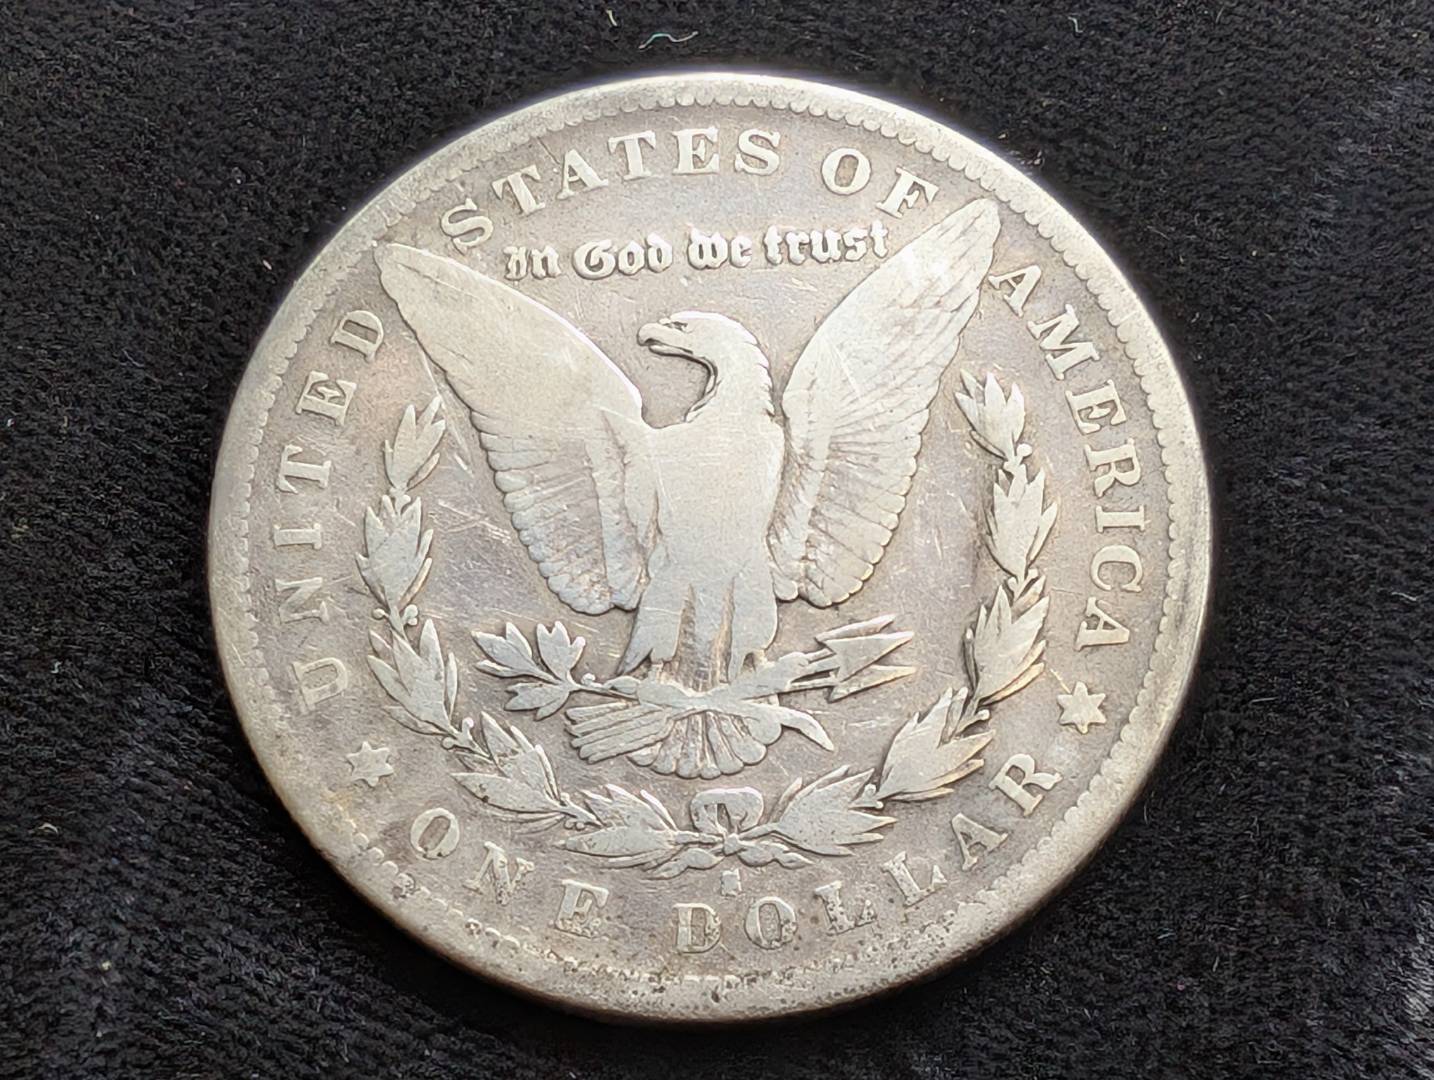 UNITED STATES OF AMERICA
In God we trust
ONE DOLLAR